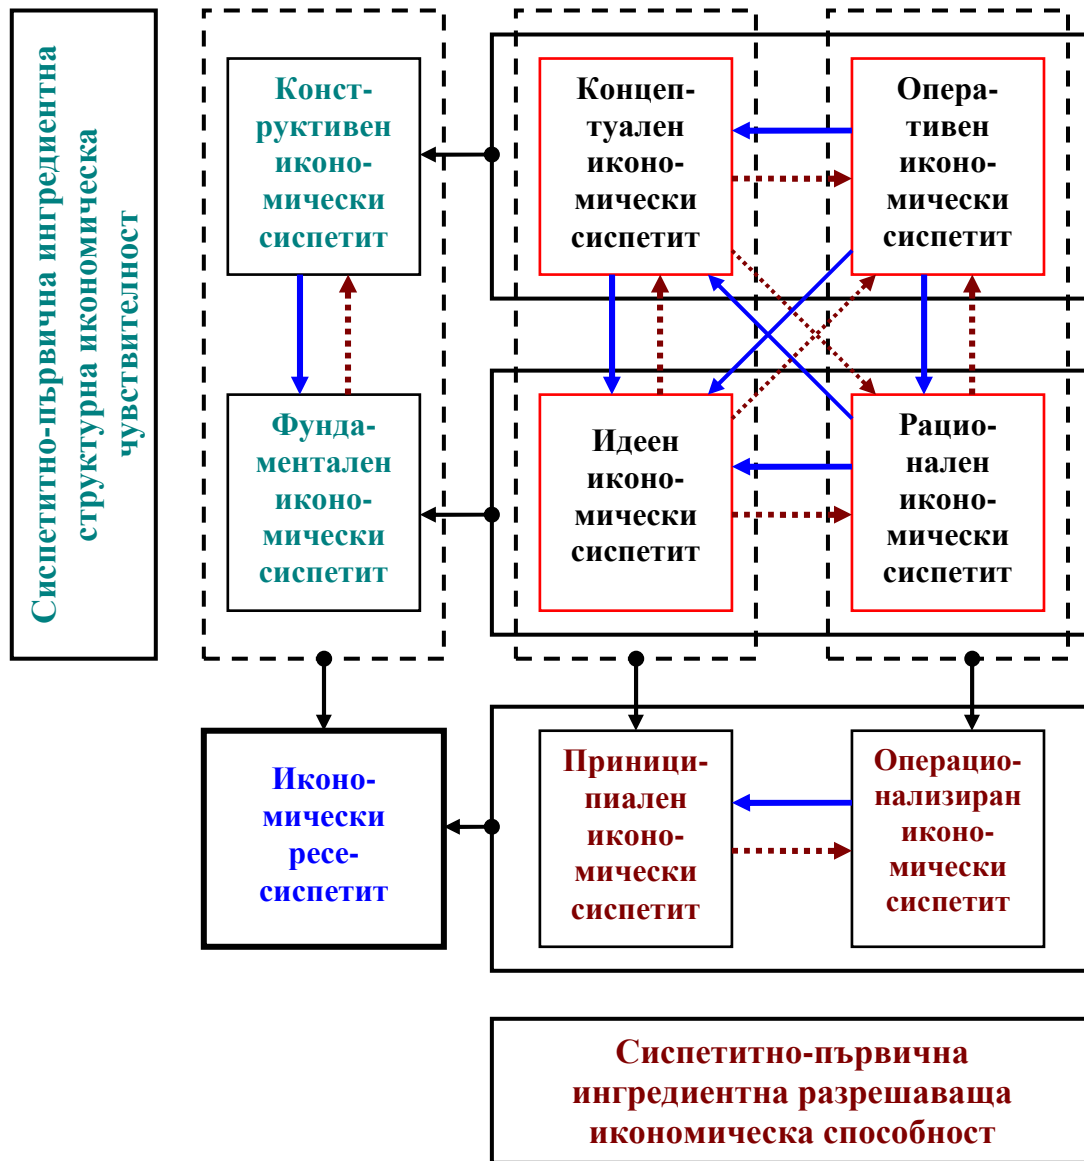 Сиспетитно-първична ингредиентна
структурна икономическа
чувствителност
Конст-
руктивен
иконо-
мически
сиспетит
Концеп-
туален
иконо-
мически
сиспетит
Опера-
тивен
иконо-
мически
сиспетит
Фунда-
ментален
иконо-
мически
сиспетит
Идеен
иконо-
мически
сиспетит
Рацио-
нален
иконо-
мически
сиспетит
Иконо-
мически
ресе-
сиспетит
Приници-
пиален
иконо-
мически
сиспетит
Операцио-
нализиран
иконо-
мически
сиспетит
Сиспетитно-първична
ингредиентна разрешаваща
икономическа способност